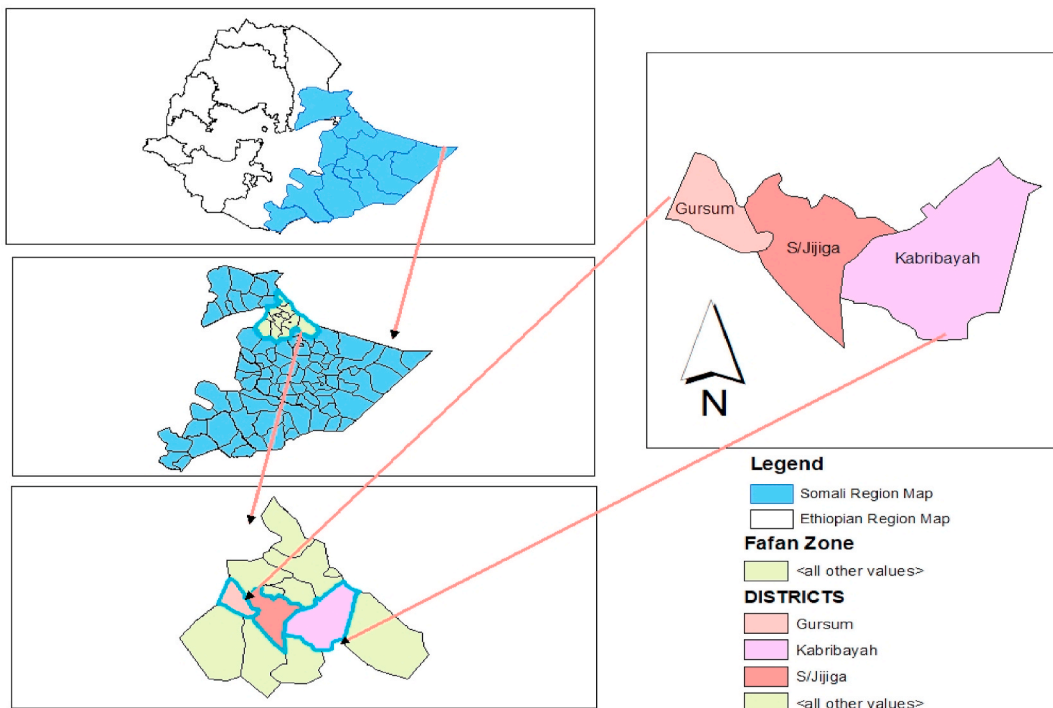 Gursum
S/Jijiga
Kabribayah
N
Legend
Somali Region Map
Ethiopian Region Map
Fafan Zone
<all other values>
DISTRICTS
Gursum
Kabribayah
S/Jijiga
<all other values>